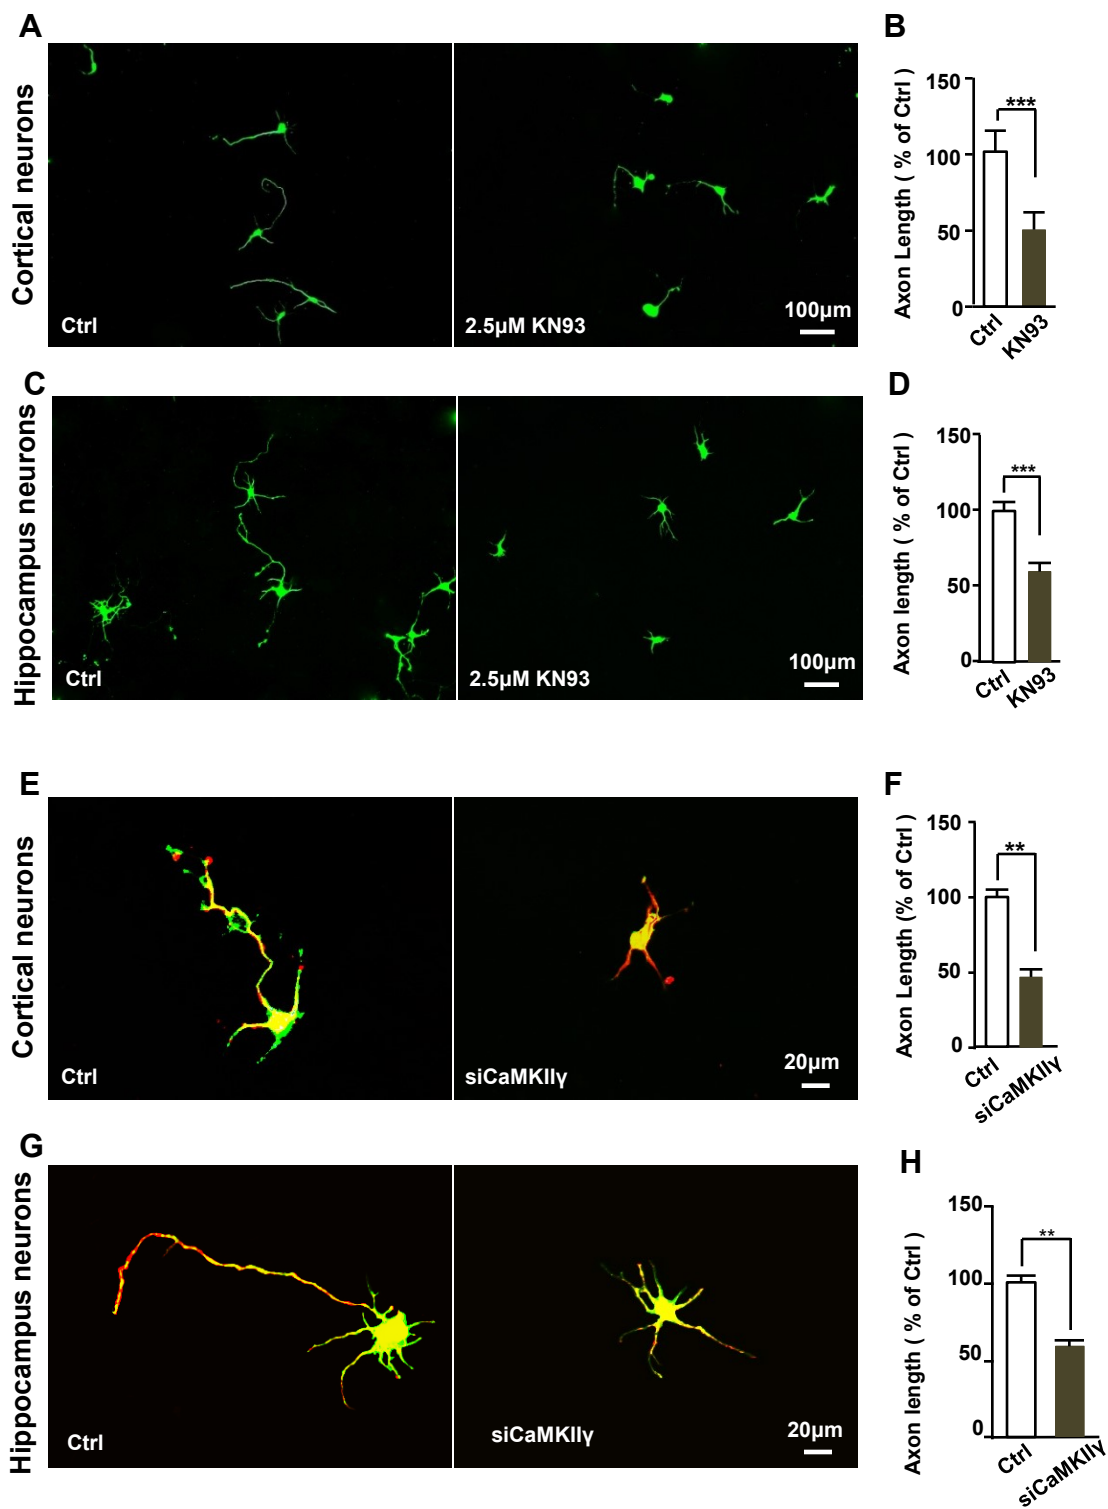 A
Cortical neurons
Ctrl
2.5µM KN93
100µm
B
Axon Length ( % of Ctrl )
150
100
50
0
***
Ctrl
KN93
C
Hippocampus neurons
Ctrl
2.5µM KN93
100µm
D
Axon length ( % of Ctrl )
150
100
50
0
***
Ctrl
KN93
E
Cortical neurons
Ctrl
siCaMKIIγ
20µm
F
Axon Length (% of Ctrl )
150
100
50
0
**
Ctrl
siCaMKIIγ
G
Hippocampus neurons
Ctrl
siCaMKIIγ
20µm
H
Axon length ( % of Ctrl )
150
100
50
0
**
Ctrl
siCaMKIIγ